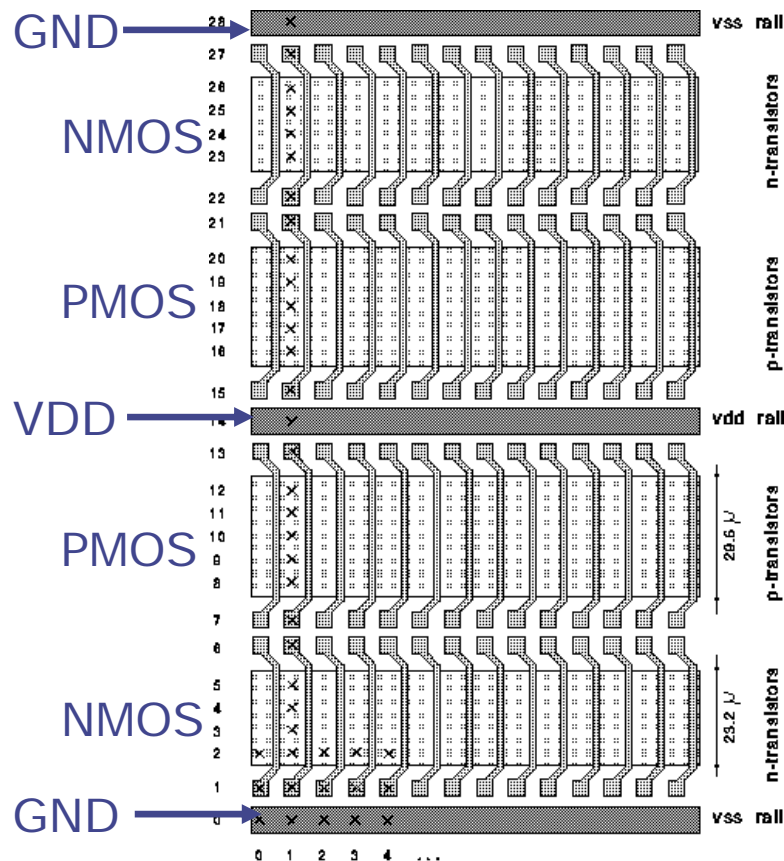 28 vss rail
GND
27
26
25
NMOS
24
23
n-transistors
22
21
20
19
PMOS
18
17
16
p-transistors
15
VDD
14 vdd rail
13
12
11
10
PMOS
9
8
29.6 μ
p-transistors
7
6
5
4
NMOS
3
2
23.2 μ
n-transistors
1
GND
0 vss rail
0 1 2 3 4 ....